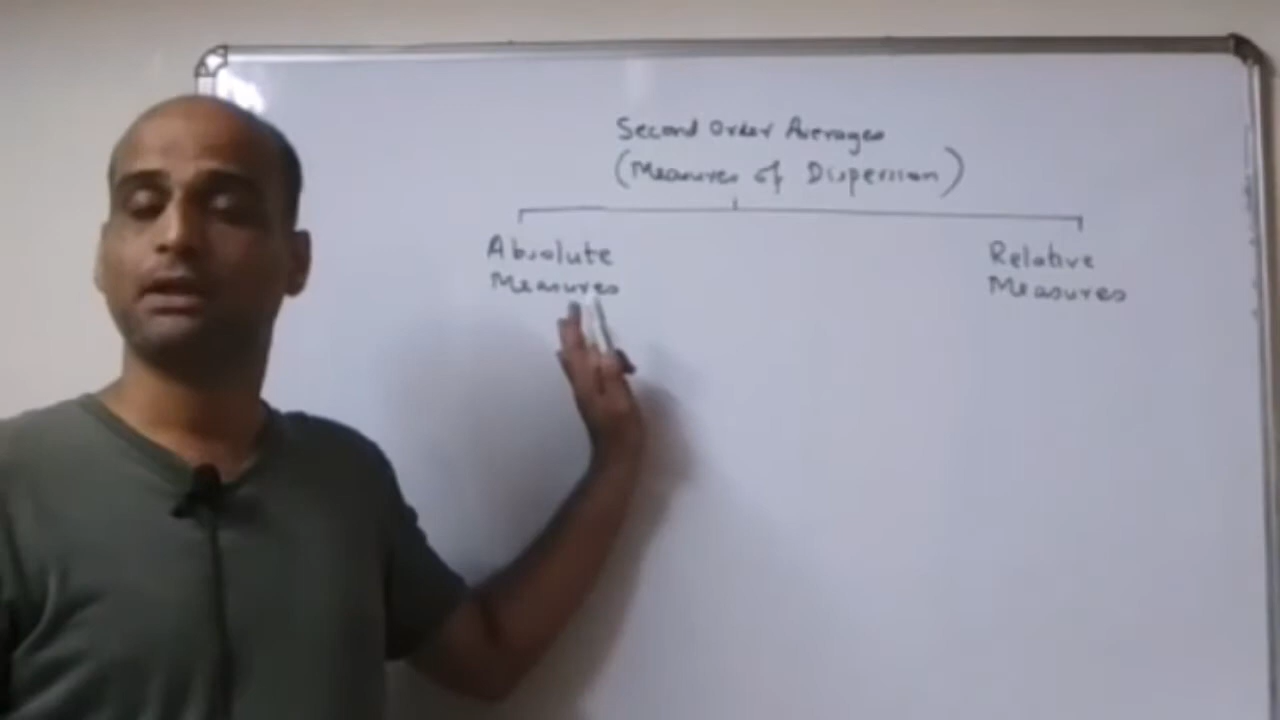 Second Order Averages
(Measures of Dispersion)
Absolute
Measures
Relative
Measures